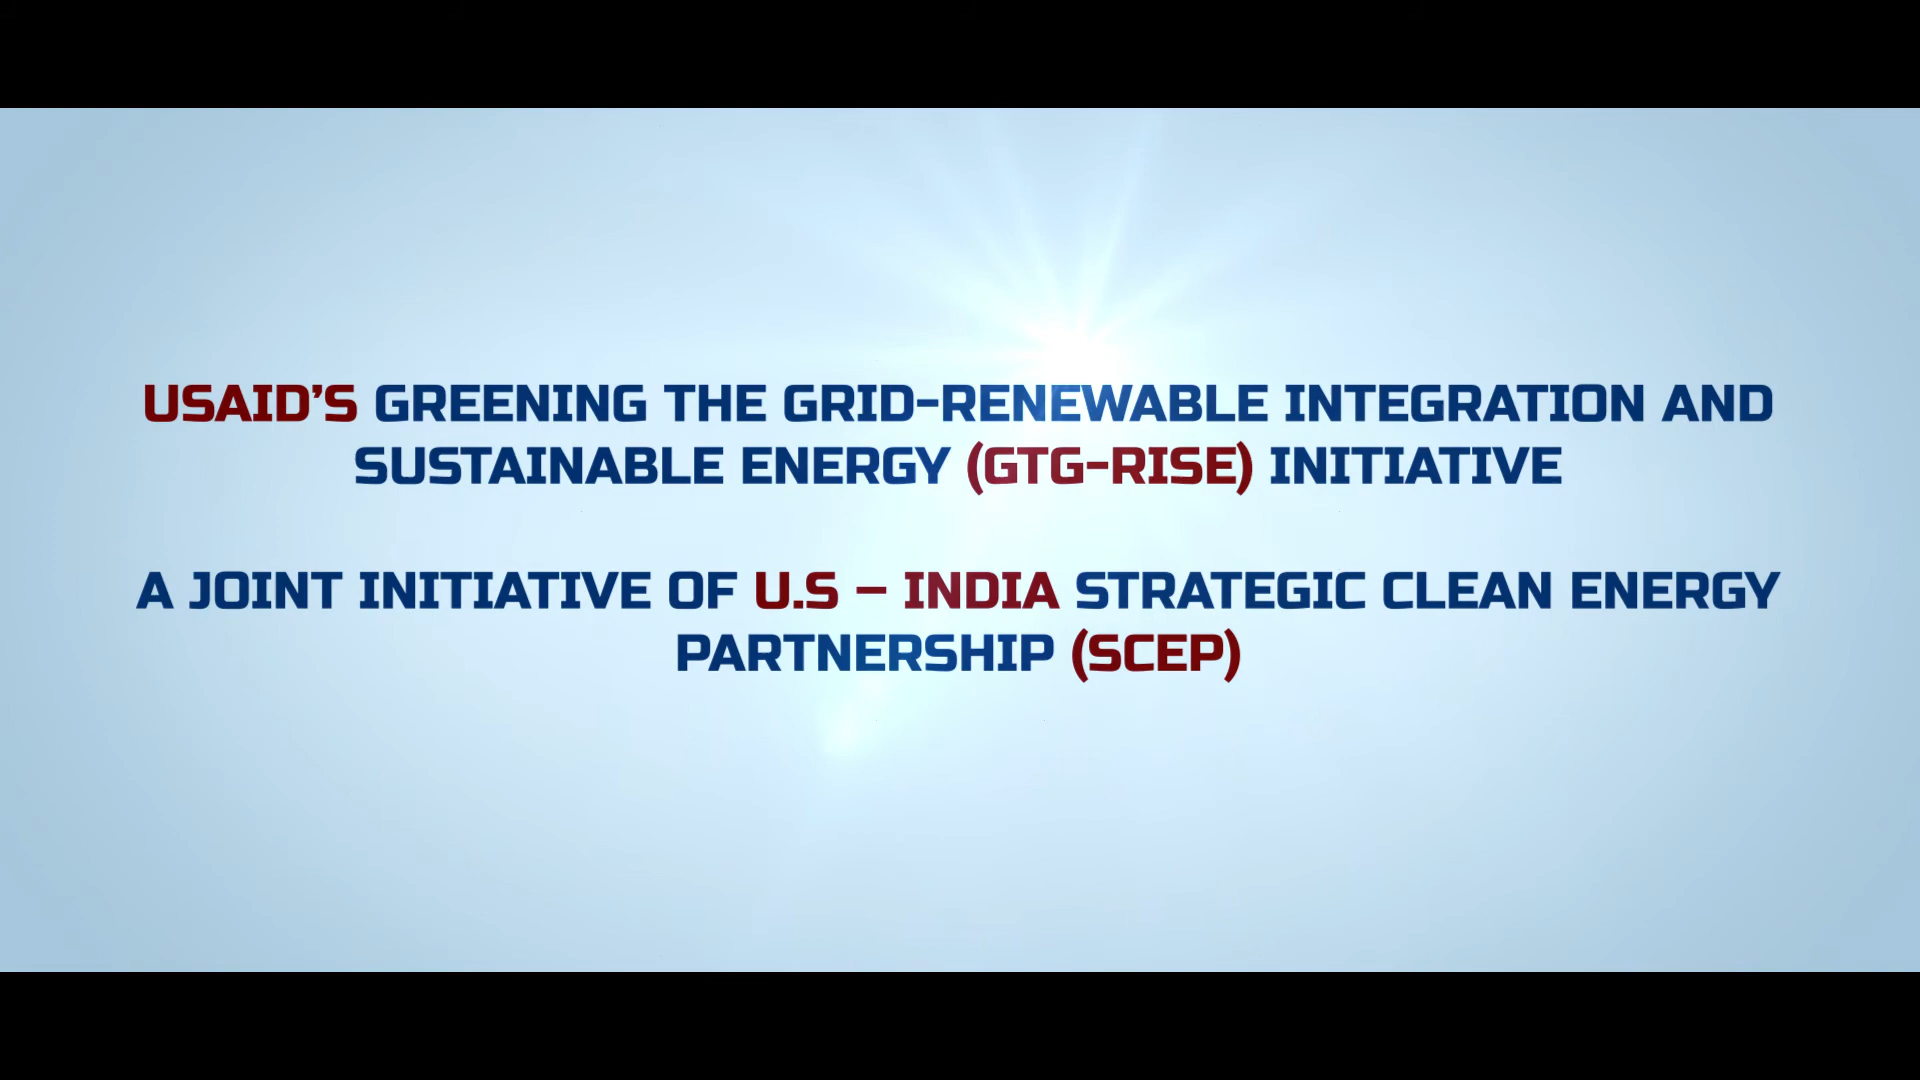 USAID’S GREENING THE GRID-RENEWABLE INTEGRATION AND
SUSTAINABLE ENERGY (GTG-RISE) INITIATIVE
A JOINT INITIATIVE OF U.S – INDIA STRATEGIC CLEAN ENERGY
PARTNERSHIP (SCEP)